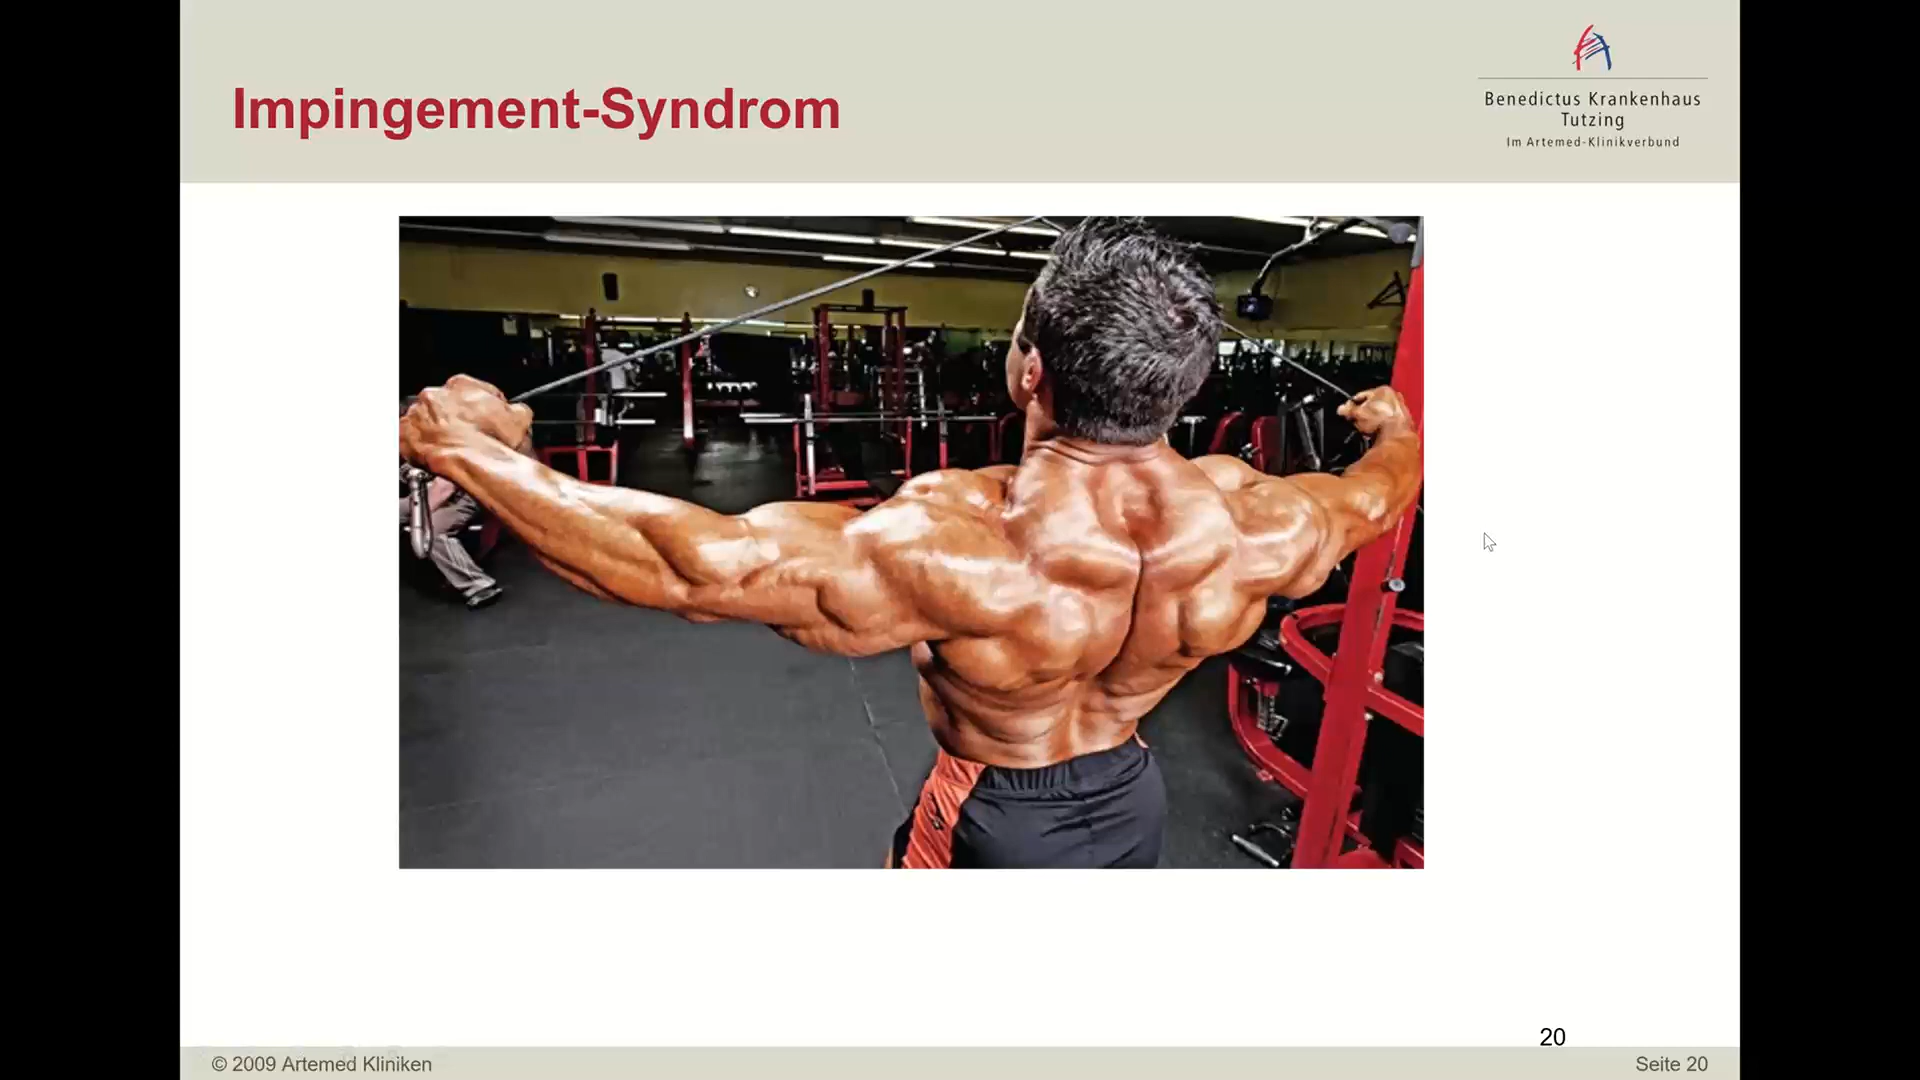 Impingement-Syndrom
Benedictus Krankenhaus
Tutzing
Im Artemed-Klinikverbund
20
© 2009 Artemed Kliniken
Seite 20